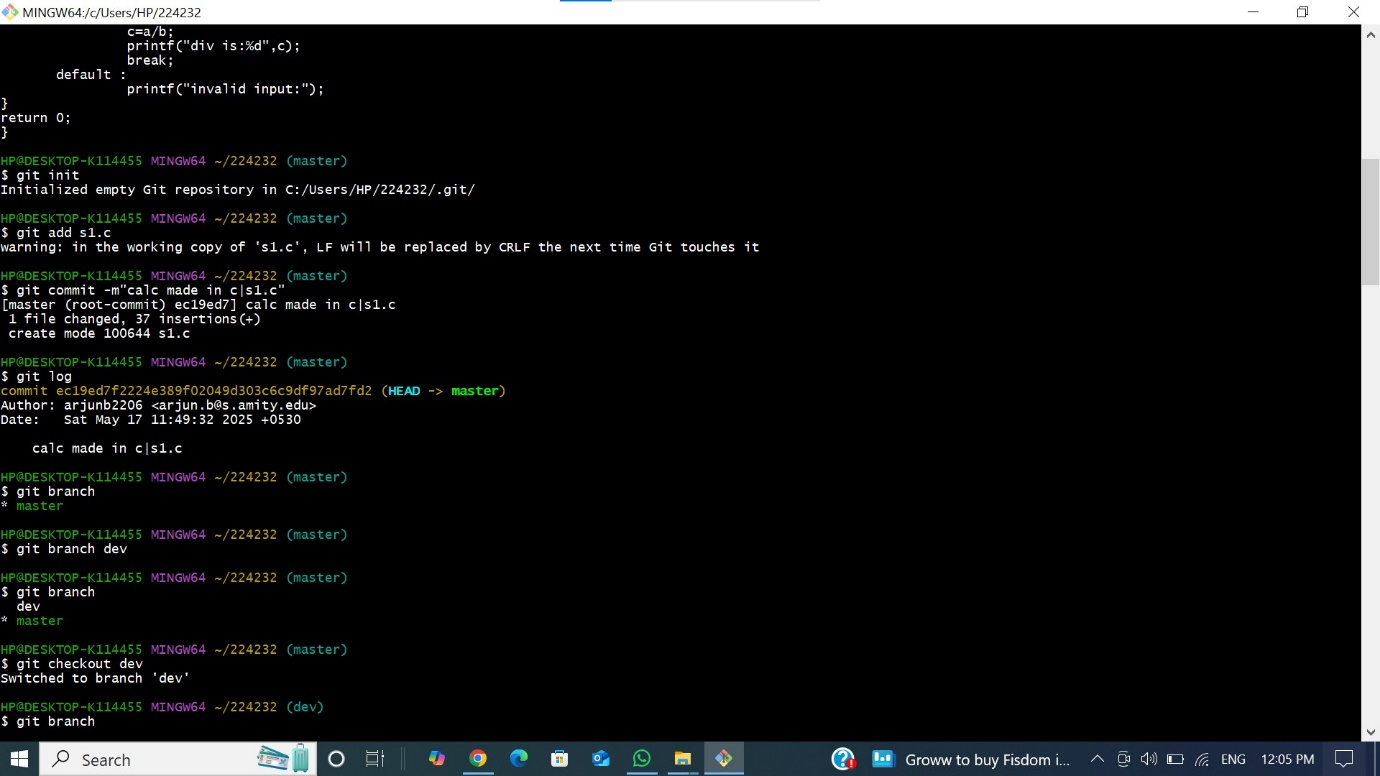 MINGW64:/c/Users/HP/224232
c=a/b;
printf("div is:%d",c);
break;
default :
printf("invalid input:");
}
return 0;
}
HP@DESKTOP-K114455 MINGW64 ~/224232 (master)
$ git init
Initialized empty Git repository in C:/Users/HP/224232/.git/
HP@DESKTOP-K114455 MINGW64 ~/224232 (master)
$ git add s1.c
warning: in the working copy of 's1.c', LF will be replaced by CRLF the next time Git touches it
HP@DESKTOP-K114455 MINGW64 ~/224232 (master)
$ git commit -m"calc made in c|s1.c"
[master (root-commit) ec19ed7] calc made in c|s1.c
1 file changed, 37 insertions(+)
create mode 100644 s1.c
HP@DESKTOP-K114455 MINGW64 ~/224232 (master)
$ git log
commit ec19ed7f2224e389f02049d303c6c9df97ad7fd2 (HEAD -> master)
Author: arjunb2206 <arjun.b@s.amity.edu>
Date:   Sat May 17 11:49:32 2025 +0530
calc made in c|s1.c
HP@DESKTOP-K114455 MINGW64 ~/224232 (master)
$ git branch
* master
HP@DESKTOP-K114455 MINGW64 ~/224232 (master)
$ git branch dev
HP@DESKTOP-K114455 MINGW64 ~/224232 (master)
$ git branch
dev
* master
HP@DESKTOP-K114455 MINGW64 ~/224232 (master)
$ git checkout dev
Switched to branch 'dev'
HP@DESKTOP-K114455 MINGW64 ~/224232 (dev)
$ git branch
Search
Groww to buy Fisdom i...
ENG
12:05 PM